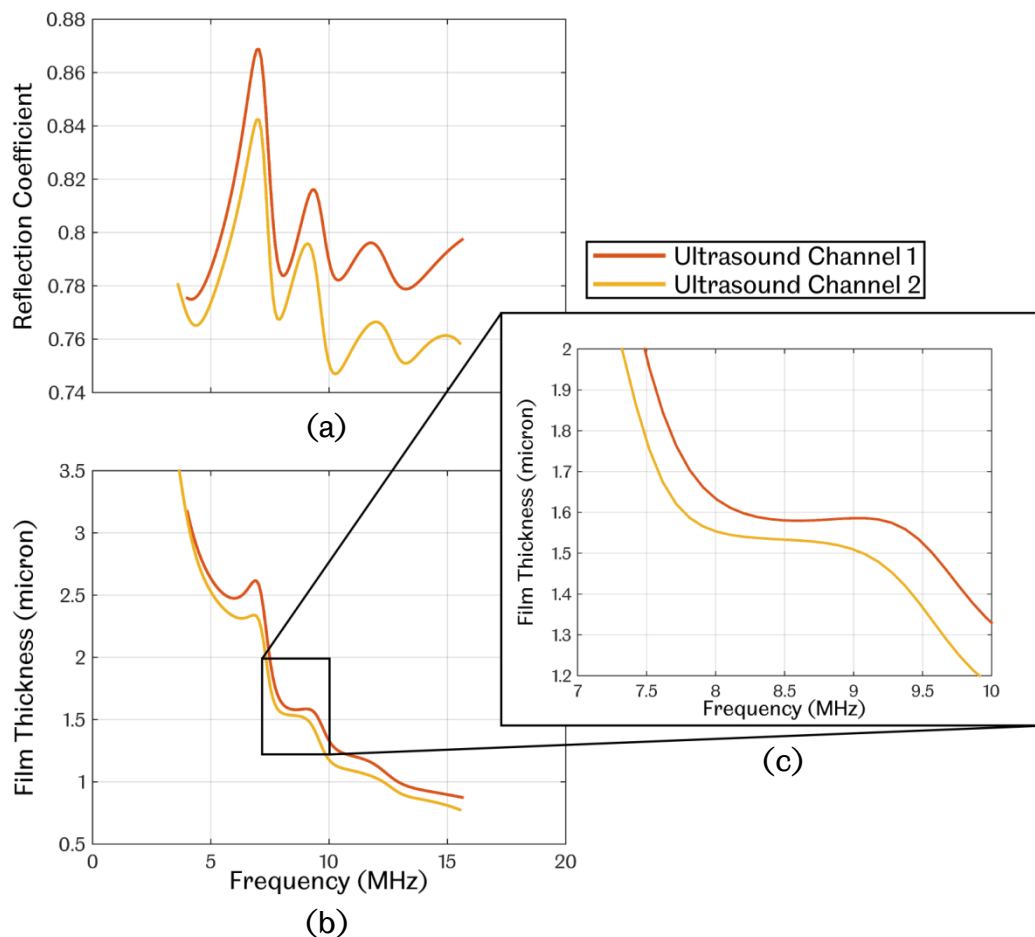 0.88
0.86
0.84
0.82
0.8
0.78
0.76
0.74
Reflection Coefficient
(a)
Ultrasound Channel 1
Ultrasound Channel 2
3.5
3
2.5
2
1.5
1
0.5
Film Thickness (micron)
0 5 10 15 20
Frequency (MHz)
(b)
2
1.9
1.8
1.7
1.6
1.5
1.4
1.3
1.2
Film Thickness (micron)
7 7.5 8 8.5 9 9.5 10
Frequency (MHz)
(c)